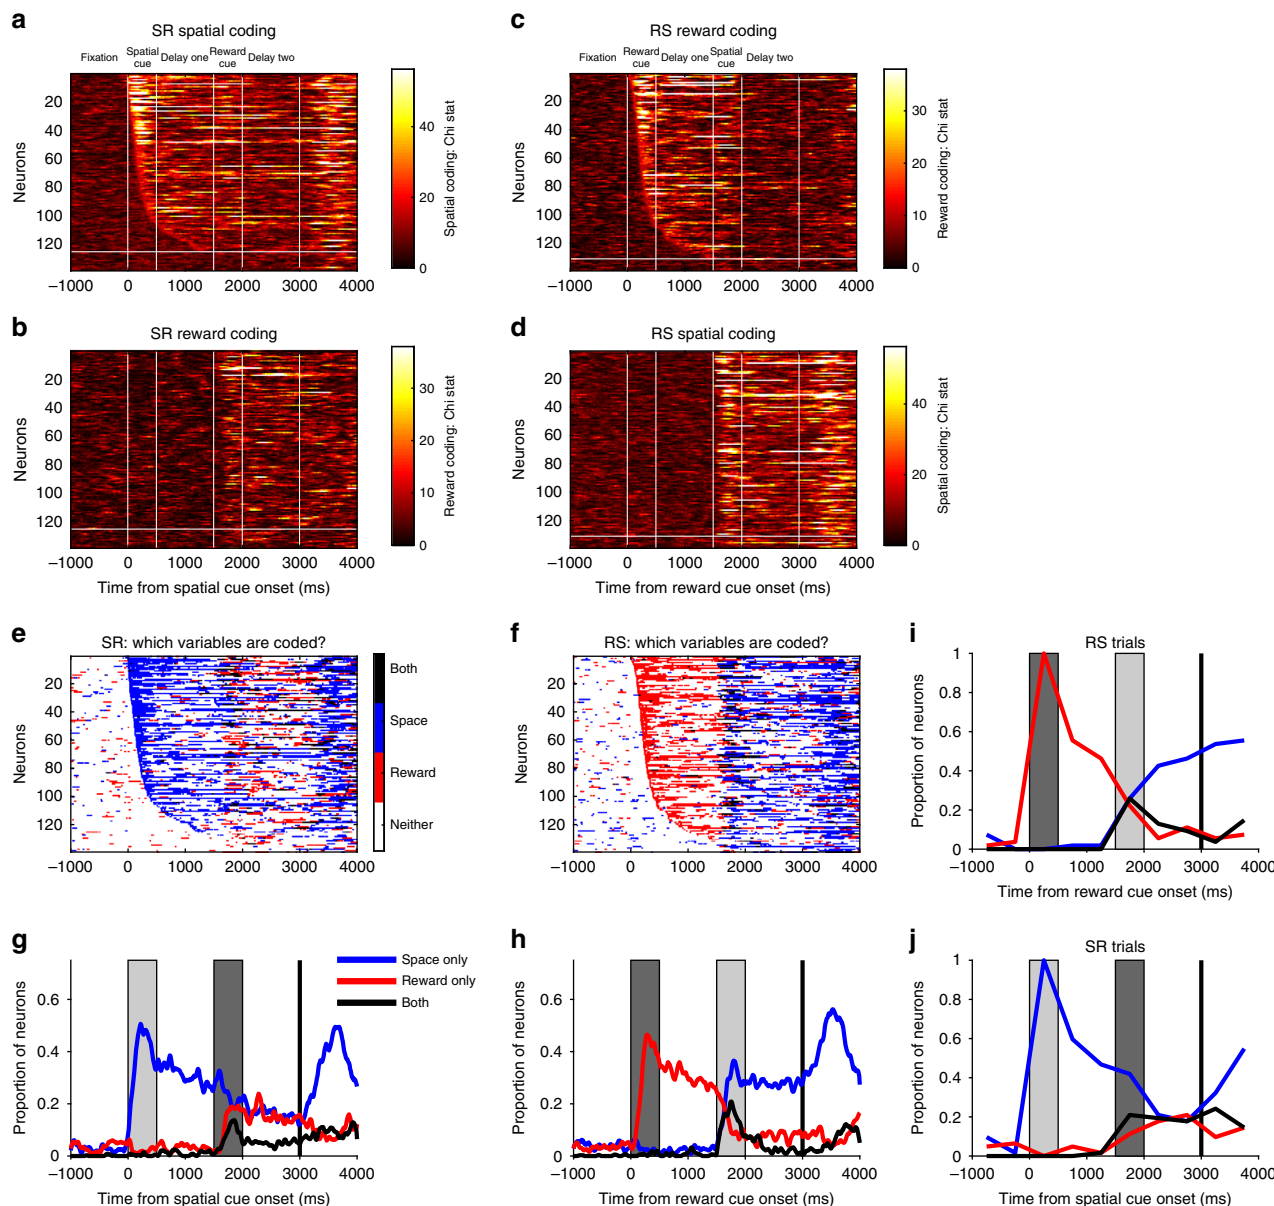 a
SR spatial coding
Fixation
Spatial cue
Delay one
Reward cue
Delay two
Neurons
20
40
60
80
100
120
−1000 0 1000 2000 3000 4000
40
20
0
Spatial coding: Chi stat
c
RS reward coding
Fixation
Reward cue
Delay one
Spatial cue
Delay two
Neurons
20
40
60
80
100
120
−1000 0 1000 2000 3000 4000
30
20
10
0
Reward coding: Chi stat
b
SR reward coding
Neurons
20
40
60
80
100
120
−1000 0 1000 2000 3000 4000
Time from spatial cue onset (ms)
30
20
10
0
Reward coding: Chi stat
d
RS spatial coding
Neurons
20
40
60
80
100
120
−1000 0 1000 2000 3000 4000
Time from reward cue onset (ms)
40
20
0
Spatial coding: Chi stat
e
SR: which variables are coded?
Neurons
20
40
60
80
100
120
−1000 0 1000 2000 3000 4000
Both
Space
Reward
Neither
f
RS: which variables are coded?
Neurons
20
40
60
80
100
120
−1000 0 1000 2000 3000 4000
i
RS trials
Proportion of neurons
1
0.8
0.6
0.4
0.2
0
−1000 0 1000 2000 3000 4000
Time from reward cue onset (ms)
g
Proportion of neurons
0.6
0.4
0.2
0
−1000 0 1000 2000 3000 4000
Time from spatial cue onset (ms)
Space only
Reward only
Both
h
Proportion of neurons
0.6
0.4
0.2
0
−1000 0 1000 2000 3000 4000
Time from reward cue onset (ms)
j
SR trials
Proportion of neurons
1
0.8
0.6
0.4
0.2
0
−1000 0 1000 2000 3000 4000
Time from spatial cue onset (ms)